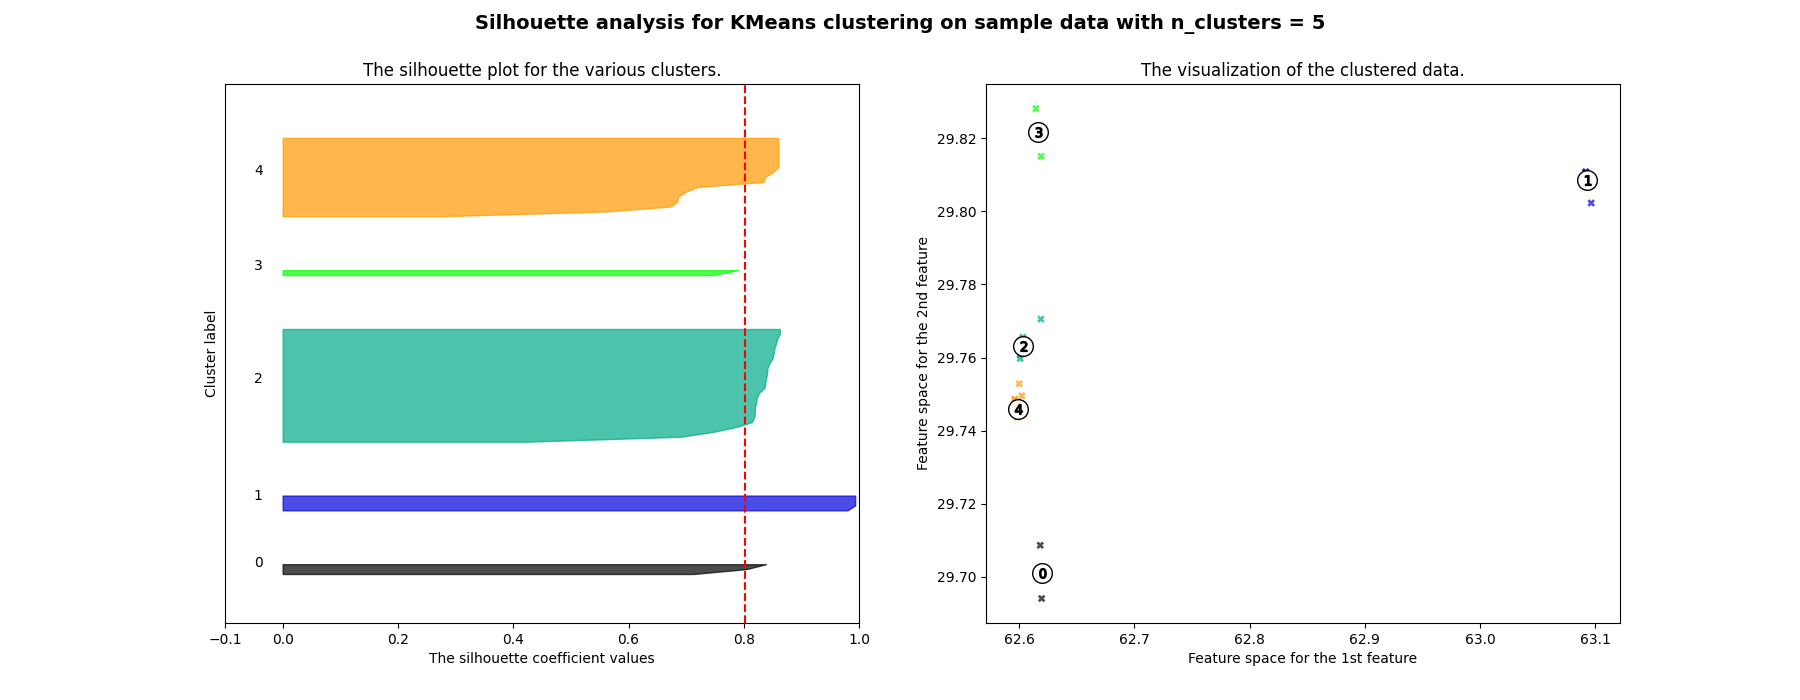 Silhouette analysis for KMeans clustering on sample data with n_clusters = 5
The silhouette plot for the various clusters.
4
3
2
1
0
Cluster label
−0.1 0.0 0.2 0.4 0.6 0.8 1.0
The silhouette coefficient values
The visualization of the clustered data.
29.82
29.80
29.78
29.76
29.74
29.72
29.70
Feature space for the 2nd feature
3
1
2
4
0
62.6 62.7 62.8 62.9 63.0 63.1
Feature space for the 1st feature